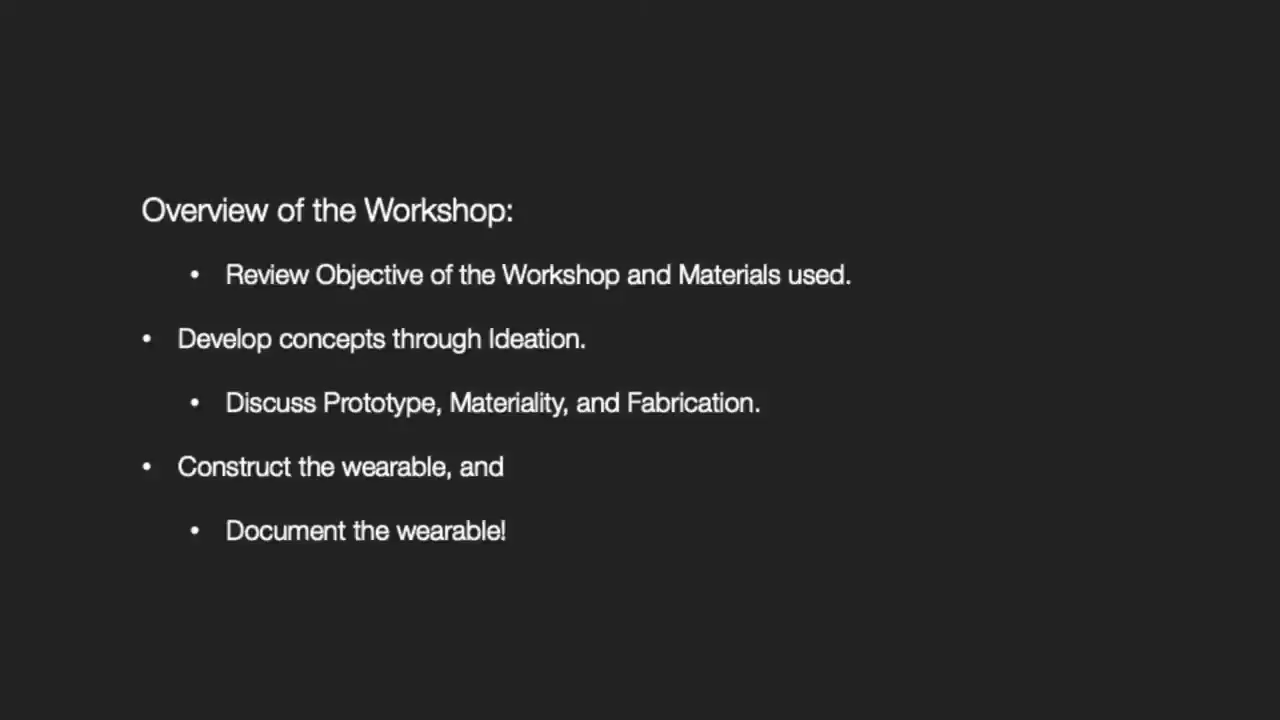 Overview of the Workshop:
• Review Objective of the Workshop and Materials used.
• Develop concepts through Ideation.
• Discuss Prototype, Materiality, and Fabrication.
• Construct the wearable, and
• Document the wearable!